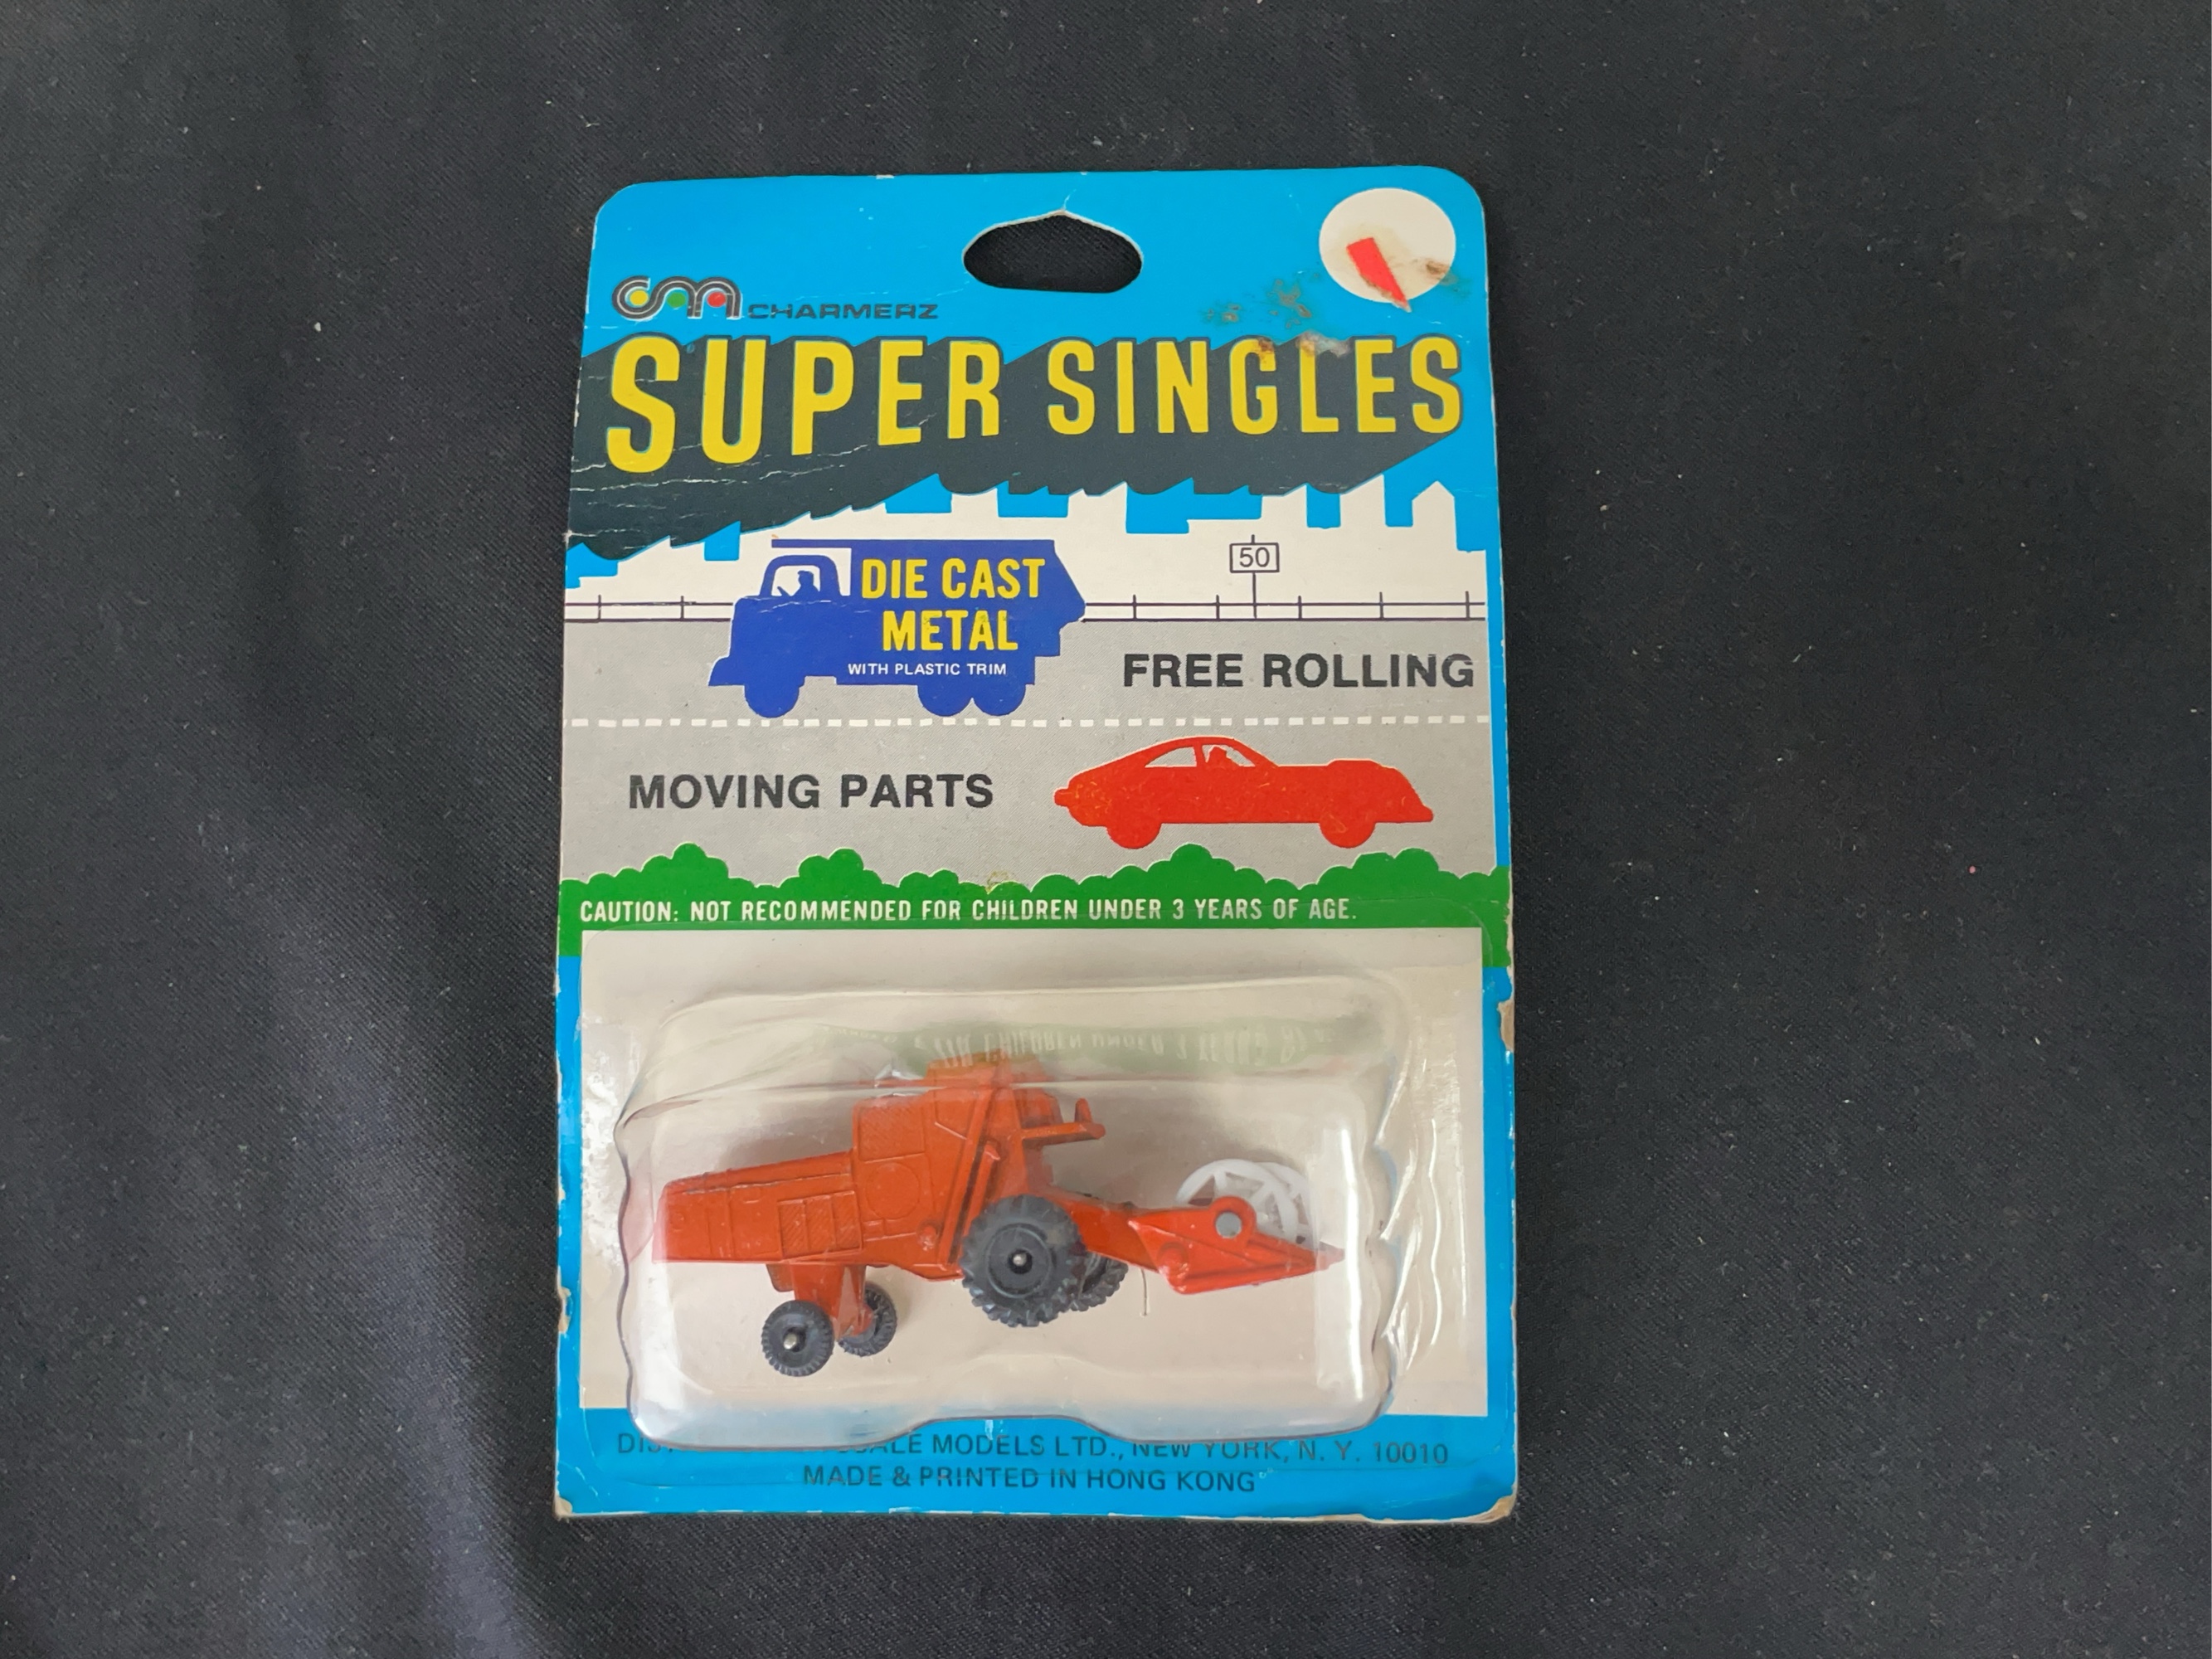 CHARMERZ
SUPER SINGLES
50
DIE CAST
METAL
WITH PLASTIC TRIM
FREE ROLLING
MOVING PARTS
CAUTION: NOT RECOMMENDED FOR CHILDREN UNDER 3 YEARS OF AGE.
MODELS LTD., NEW YORK, N. Y. 10010
MADE & PRINTED IN HONG KONG